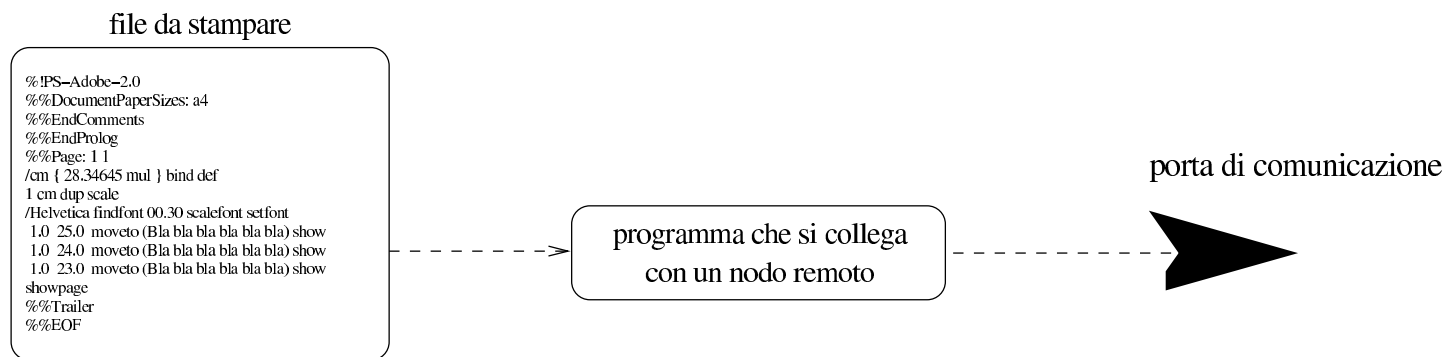 file da stampare
%!PS−Adobe−2.0
%%DocumentPaperSizes: a4
%%EndComments
%%EndProlog
%%Page: 1 1
/cm { 28.34645 mul } bind def
1 cm dup scale
/Helvetica findfont 00.30 scalefont setfont
1.0 25.0 moveto (Bla bla bla bla bla bla) show
1.0 24.0 moveto (Bla bla bla bla bla bla) show
1.0 23.0 moveto (Bla bla bla bla bla bla) show
showpage
%%Trailer
%%EOF
programma che si collega
con un nodo remoto
porta di comunicazione